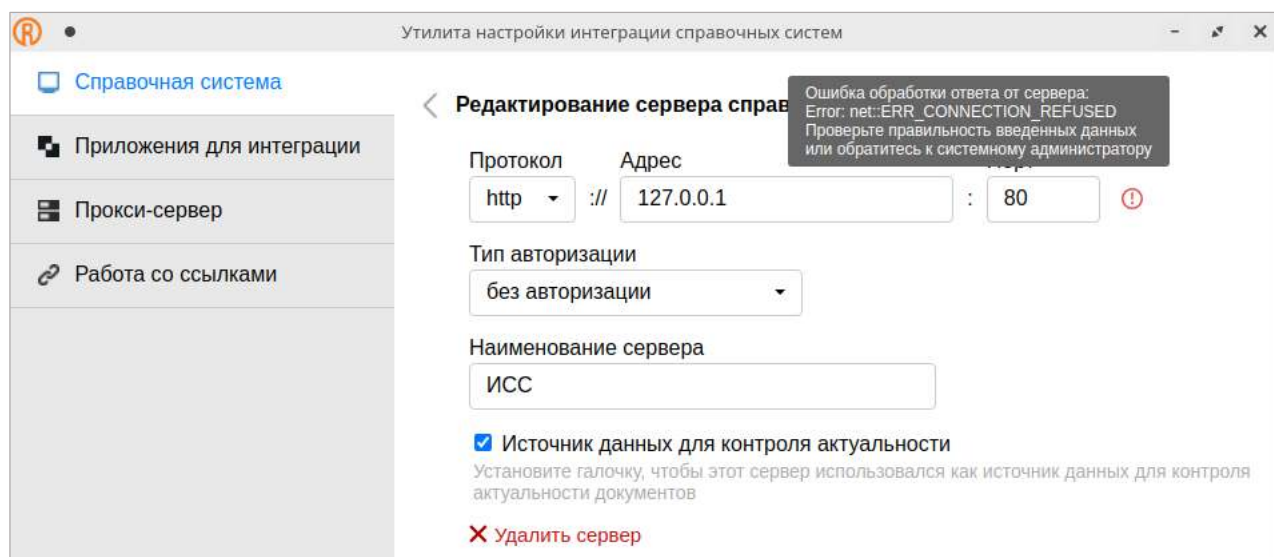 Утилита настройки интеграции справочных систем
Справочная система
Приложения для интеграции
Прокси-сервер
Работа со ссылками
Редактирование сервера
Ошибка обработки ответа от сервера:
Error: net::ERR_CONNECTION_REFUSED
Проверьте правильность введенных данных
или обратитесь к системному администратору
Протокол Адрес
http :// 127.0.0.1 : 80
Тип авторизации
без авторизации
Наименование сервера
ИСС
Источник данных для контроля актуальности
Установите галочку, чтобы этот сервер использовался как источник данных для контроля
актуальности документов
Удалить сервер